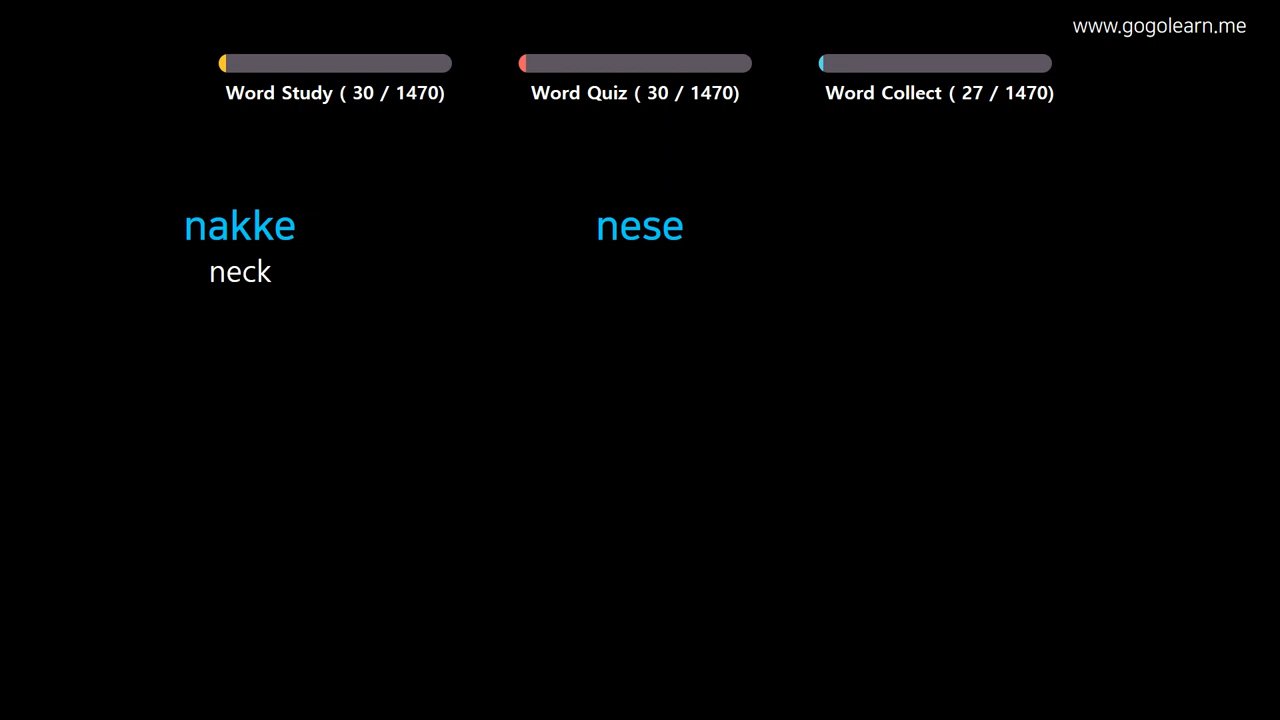 www.gogolearn.me
Word Study ( 30 / 1470)
Word Quiz ( 30 / 1470)
Word Collect ( 27 / 1470)
nakke
neck
nese